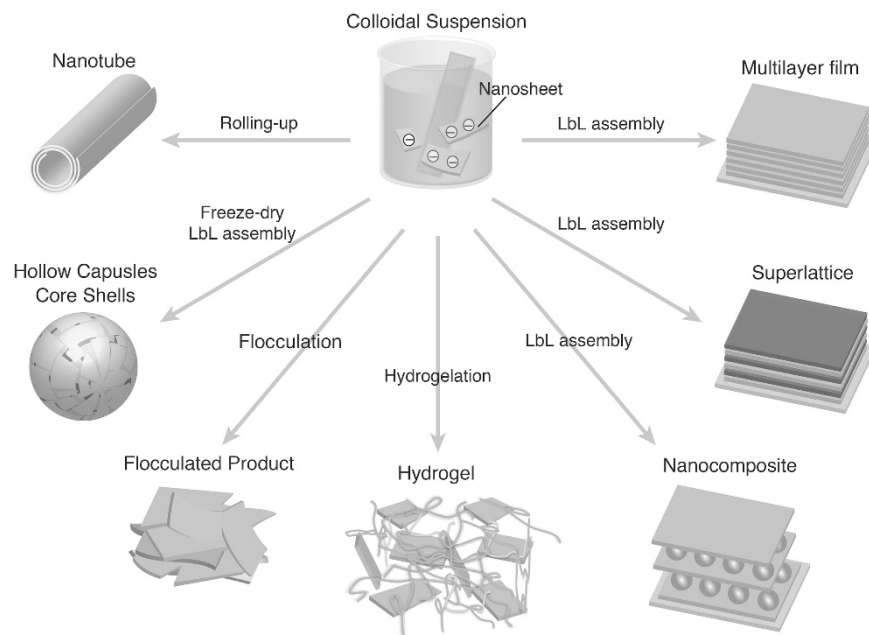 Colloidal Suspension
Nanotube
Nanosheet
Multilayer film
Rolling-up
LbL assembly
Freeze-dry
LbL assembly
LbL assembly
Hollow Capusles
Core Shells
Superlattice
Flocculation
LbL assembly
Hydrogelation
Flocculated Product
Hydrogel
Nanocomposite